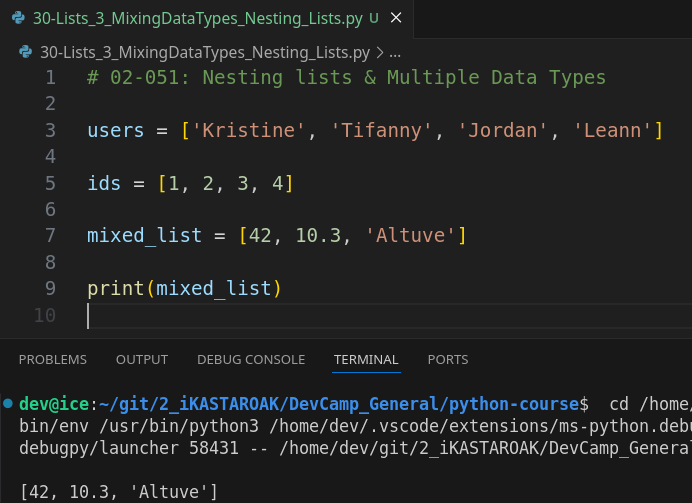 30-Lists_3_MixingDataTypes_Nesting_Lists.py U ×
30-Lists_3_MixingDataTypes_Nesting_Lists.py > ...
1 # 02-051: Nesting lists & Multiple Data Types
2
3 users = ['Kristine', 'Tifanny', 'Jordan', 'Leann']
4
5 ids = [1, 2, 3, 4]
6
7 mixed_list = [42, 10.3, 'Altuve']
8
9 print(mixed_list)
10
PROBLEMS OUTPUT DEBUG CONSOLE TERMINAL PORTS
dev@ice:~/git/2_iKASTAROAK/DevCamp_General/python-course$ cd /home/
bin/env /usr/bin/python3 /home/dev/.vscode/extensions/ms-python.debu
debugpy/launcher 58431 -- /home/dev/git/2_iKASTAROAK/DevCamp_General
[42, 10.3, 'Altuve']